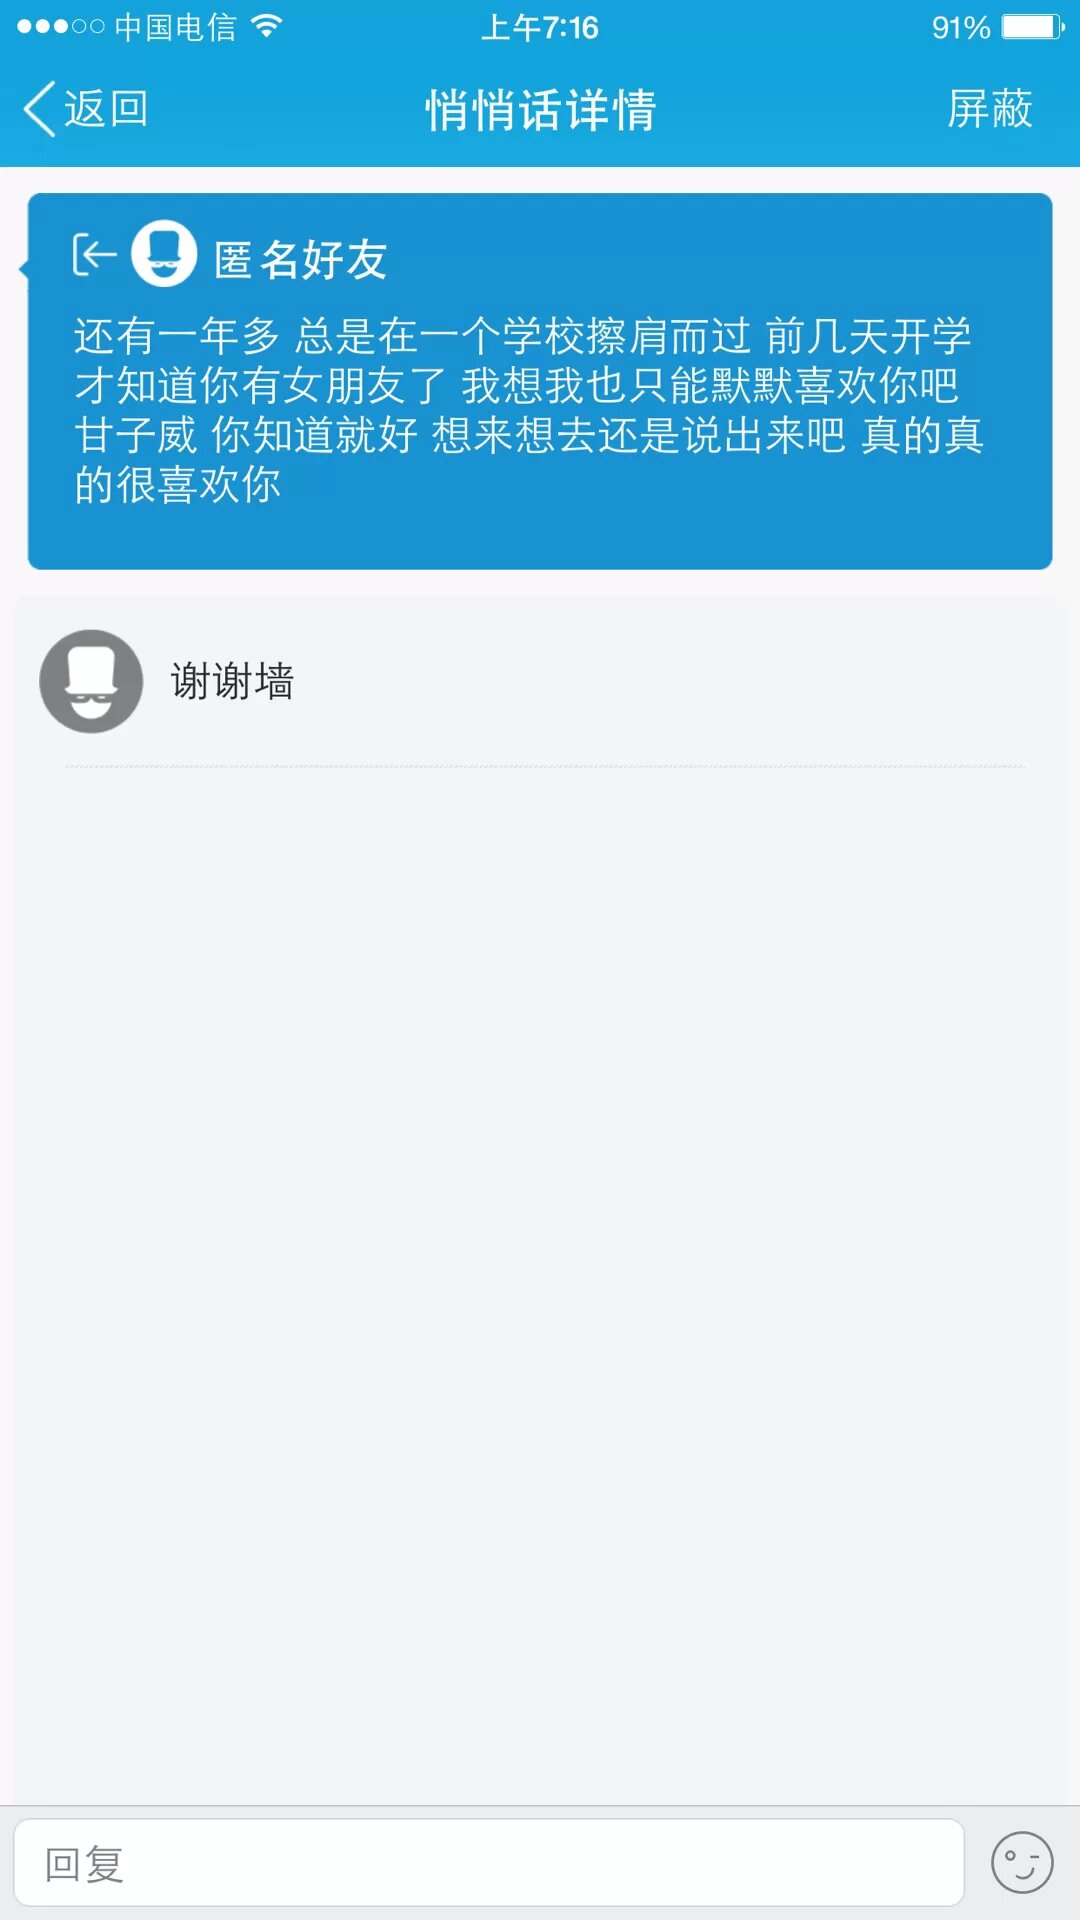 中国电信 上午7:16 91%
返回 悄悄话详情 屏蔽
匿名好友
还有一年多 总是在一个学校擦肩而过 前几天开学
才知道你有女朋友了 我想我也只能默默喜欢你吧
甘子威 你知道就好 想来想去还是说出来吧 真的真
的很喜欢你
谢谢墙
回复